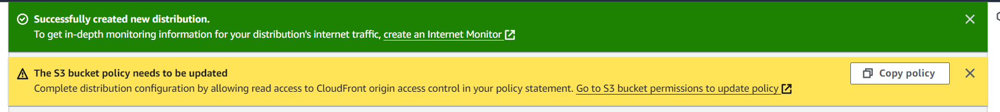 Successfully created new distribution.
To get in-depth monitoring information for your distribution's internet traffic, create an Internet Monitor
The S3 bucket policy needs to be updated
Complete distribution configuration by allowing read access to CloudFront origin access control in your policy statement. Go to S3 bucket permissions to update policy
Copy policy